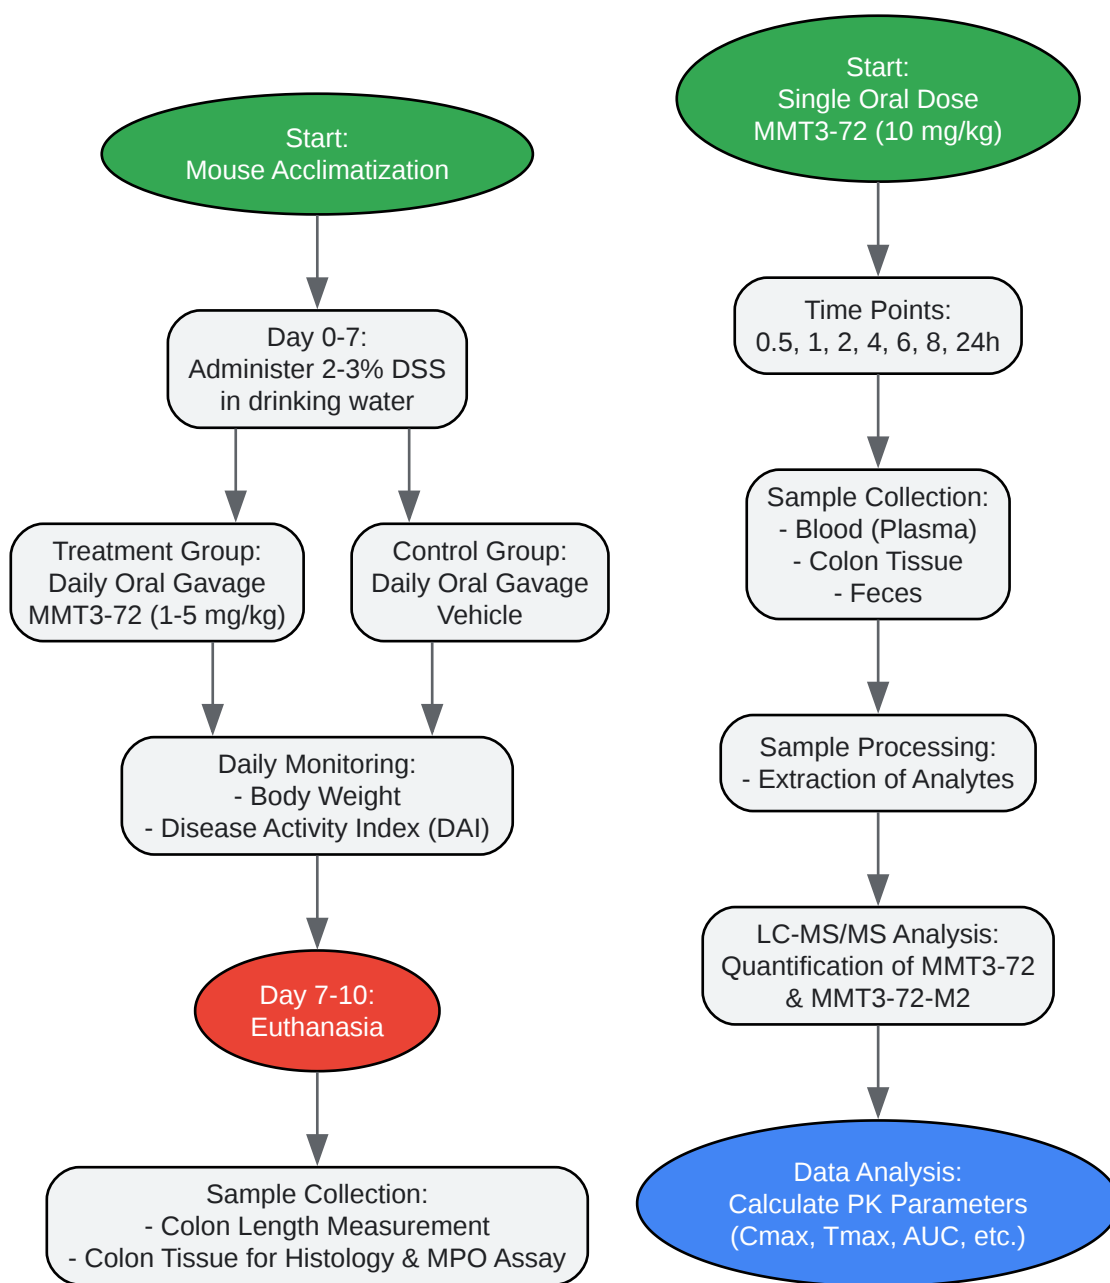 Start:
Mouse Acclimatization
Day 0-7:
Administer 2-3% DSS
in drinking water
Treatment Group:
Daily Oral Gavage
MMT3-72 (1-5 mg/kg)
Control Group:
Daily Oral Gavage
Vehicle
Daily Monitoring:
- Body Weight
- Disease Activity Index (DAI)
Day 7-10:
Euthanasia
Sample Collection:
- Colon Length Measurement
- Colon Tissue for Histology & MPO Assay
Start:
Single Oral Dose
MMT3-72 (10 mg/kg)
Time Points:
0.5, 1, 2, 4, 6, 8, 24h
Sample Collection:
- Blood (Plasma)
- Colon Tissue
- Feces
Sample Processing:
- Extraction of Analytes
LC-MS/MS Analysis:
Quantification of MMT3-72
& MMT3-72-M2
Data Analysis:
Calculate PK Parameters
(Cmax, Tmax, AUC, etc.)